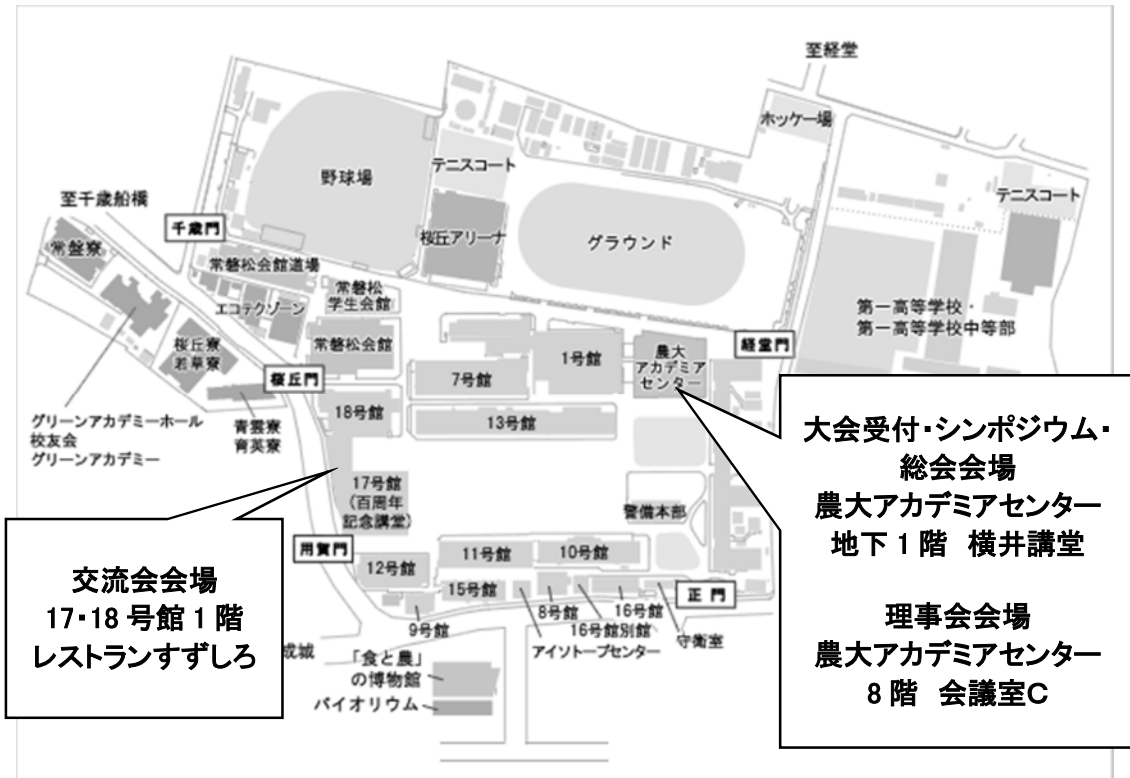 至経堂
ホッケー場
テニスコート
野球場
テニスコート
至千歳船橋
千歳門
桜丘アリーナ
グラウンド
常盤寮
常磐松会館道場
常磐松
学生会館
エコテクゾーン
第一高等学校・
第一高等学校中等部
桜丘寮
若草寮
常磐松会館
1号館
農大
アカデミア
センター
経堂門
桜丘門
7号館
18号館
13号館
グリーンアカデミーホール
校友会
グリーンアカデミー
青雲寮
育英寮
大会受付・シンポジウム・
総会会場
農大アカデミアセンター
地下1階 横井講堂
理事会会場
農大アカデミアセンター
8階 会議室C
17号館
(百周年
記念講堂)
警備本部
用賀門
交流会会場
17・18号館1階
レストランすずしろ
12号館
11号館
10号館
15号館
正門
9号館
8号館
16号館
16号館別館
守衛室
アイソトープセンター
成城
「食と農」
の博物館
バイオリウム